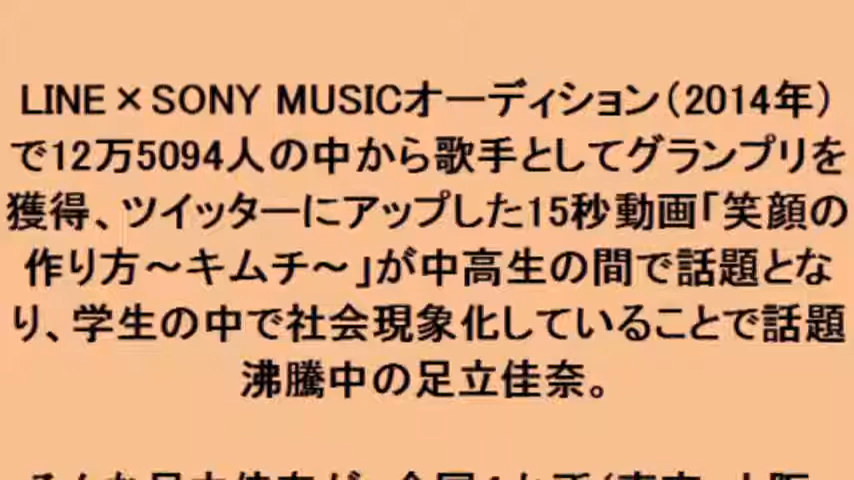 LINE×SONY MUSICオーディション(2014年)
で12万5094人の中から歌手としてグランプリを
獲得、ツイッターにアップした15秒動画「笑顔の
作り方～キムチ～」が中高生の間で話題とな
り、学生の中で社会現象化していることで話題
沸騰中の足立佳奈。